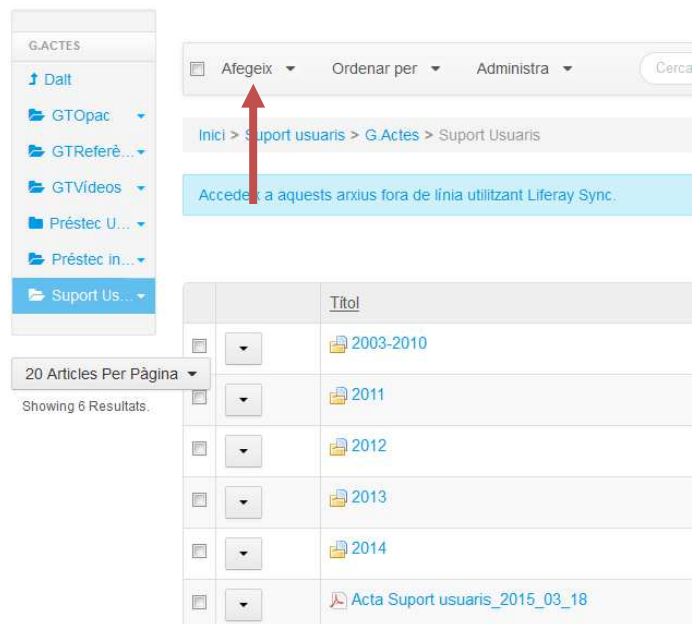 G.ACTES
Dalt
GTOpac
GTReferè...
GTVídeos
Préstec U...
Préstec in...
Suport Us...
20 Articles Per Pàgina
Showing 6 Resultats.
Afegeix Ordenar per Administra Cerca
Inici > Suport usuaris > G.Actes > Suport Usuaris
Accedeix a aquests arxius fora de línia utilitzant Liferay Sync.
Títol
2003-2010
2011
2012
2013
2014
Acta Suport usuaris_2015_03_18